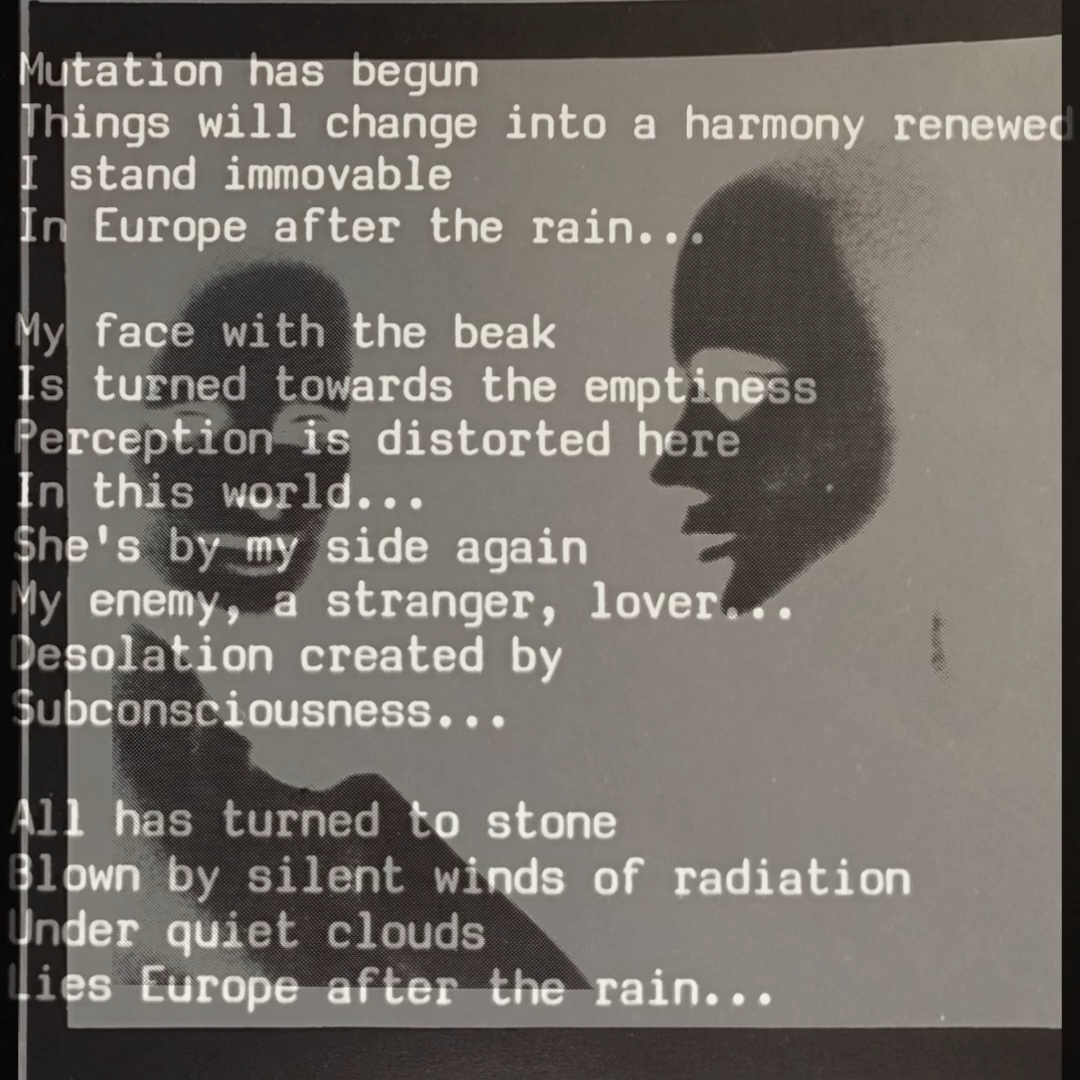 Mutation has begun
Things will change into a harmony renewed
I stand immovable
In Europe after the rain...
My face with the beak
Is turned towards the emptiness
Perception is distorted here
In this world...
She's by my side again
My enemy, a stranger, lover...
Desolation created by
Subconsciousness...
All has turned to stone
Blown by silent winds of radiation
Under quiet clouds
Lies Europe after the rain...